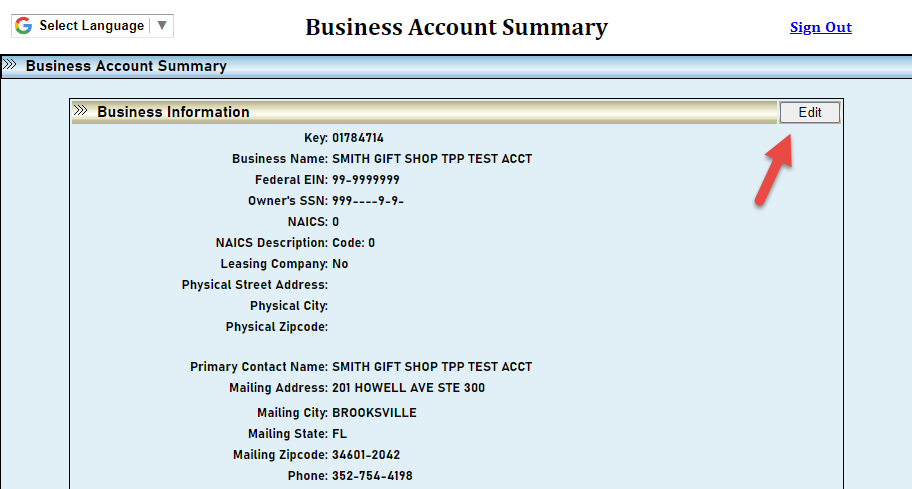 Select Language ▼
Business Account Summary
Sign Out
Business Account Summary
Business Information
Edit
Key: 01784714
Business Name: SMITH GIFT SHOP TPP TEST ACCT
Federal EIN: 99-9999999
Owner's SSN: 999----9-9-
NAICS: 0
NAICS Description: Code: 0
Leasing Company: No
Physical Street Address:
Physical City:
Physical Zipcode:
Primary Contact Name: SMITH GIFT SHOP TPP TEST ACCT
Mailing Address: 201 HOWELL AVE STE 300
Mailing City: BROOKSVILLE
Mailing State: FL
Mailing Zipcode: 34601-2042
Phone: 352-754-4198